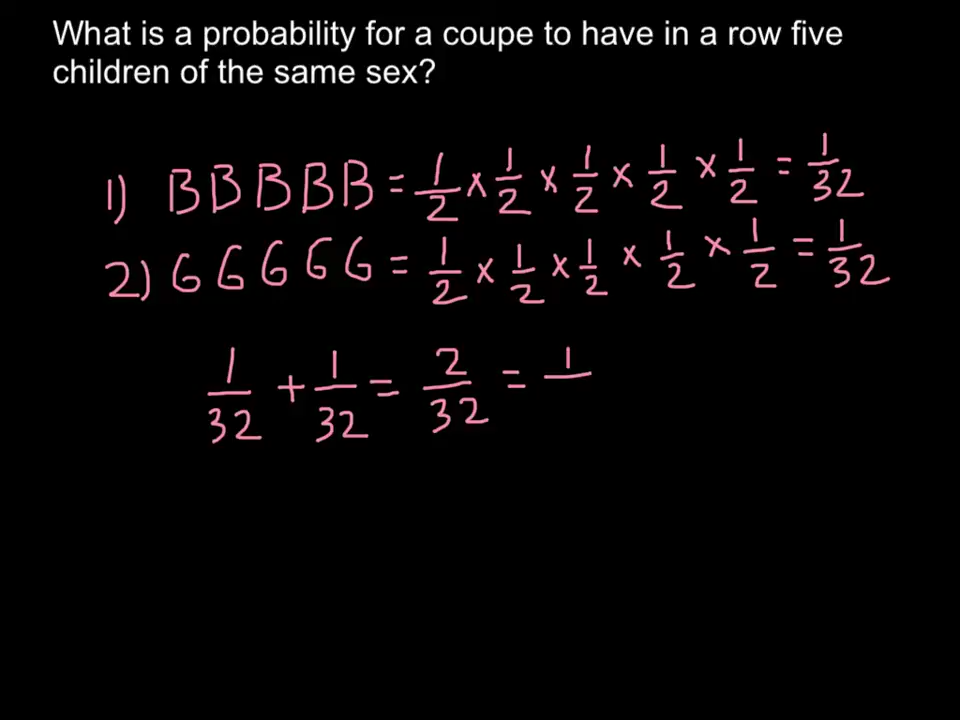 What is a probability for a coupe to have in a row five
children of the same sex?
1) B B B B B = 1/2 × 1/2 × 1/2 × 1/2 × 1/2 = 1/32
2) G G G G G = 1/2 × 1/2 × 1/2 × 1/2 × 1/2 = 1/32
1/32 + 1/32 = 2/32 = 1/